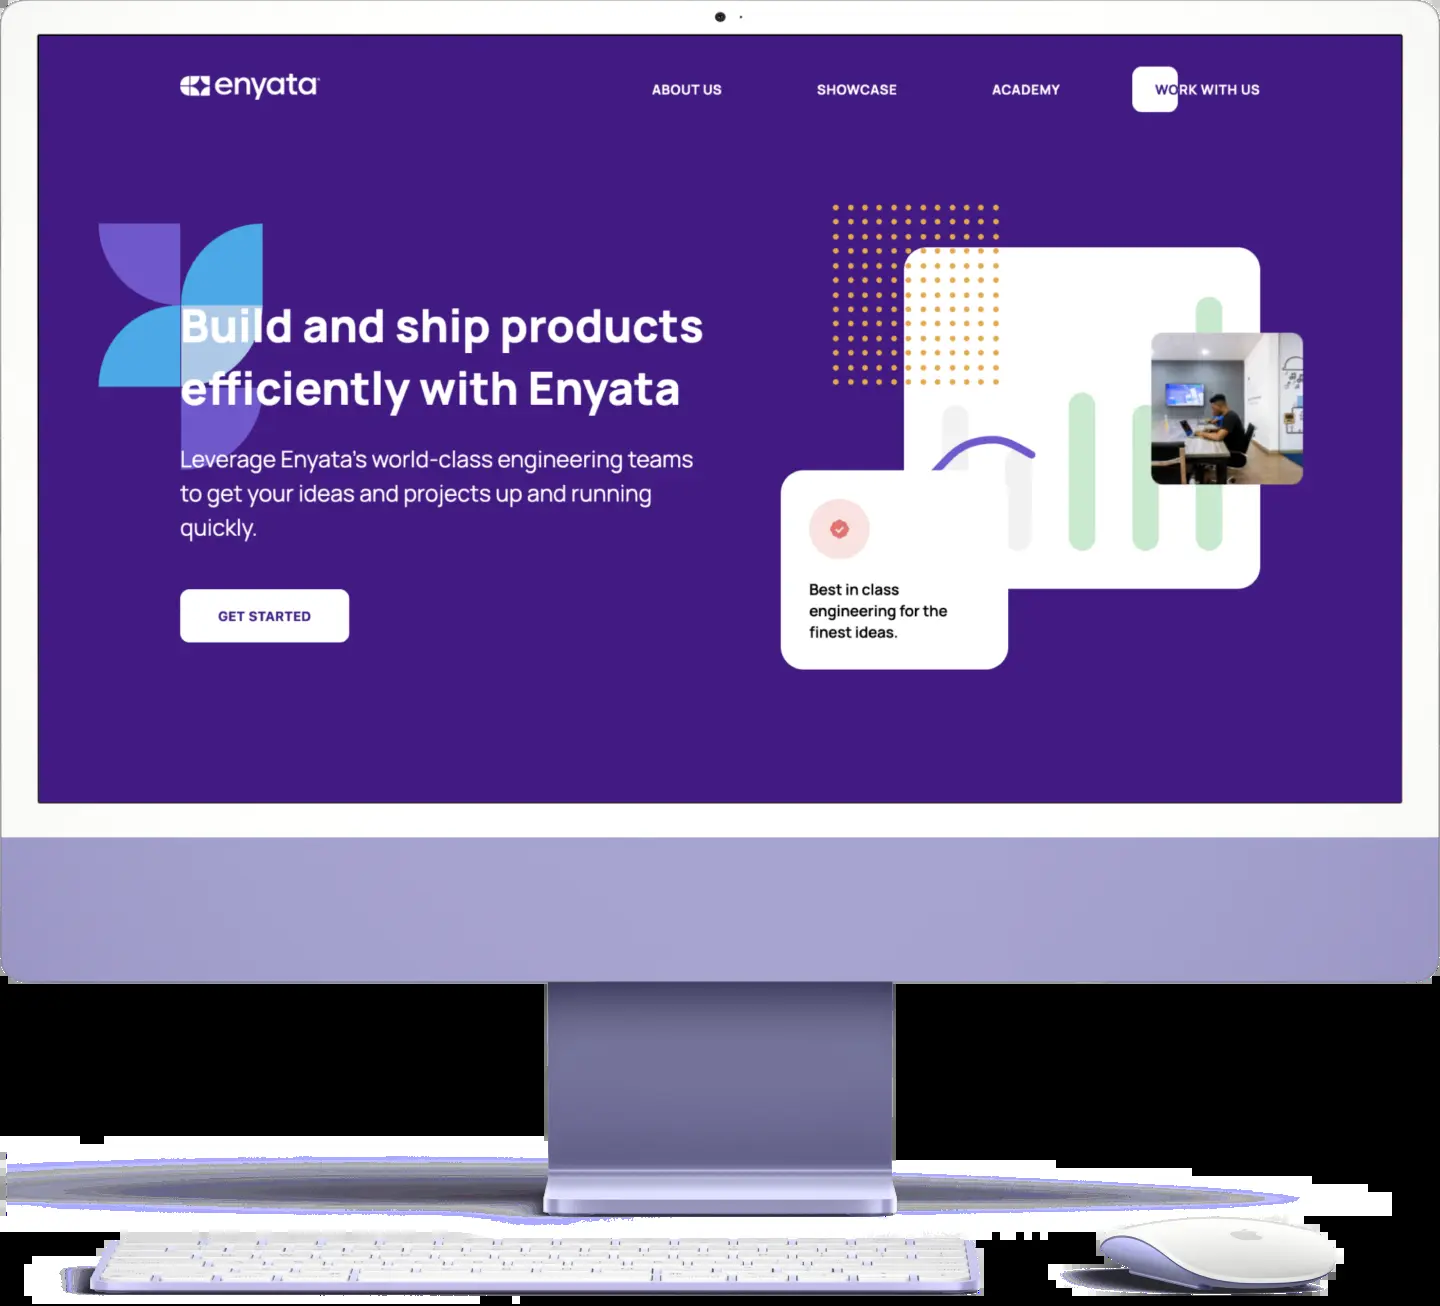 enyata
ABOUT US
SHOWCASE
ACADEMY
WORK WITH US
Build and ship products
efficiently with Enyata
Leverage Enyata's world-class engineering teams
to get your ideas and projects up and running
quickly.
GET STARTED
Best in class
engineering for the
finest ideas.